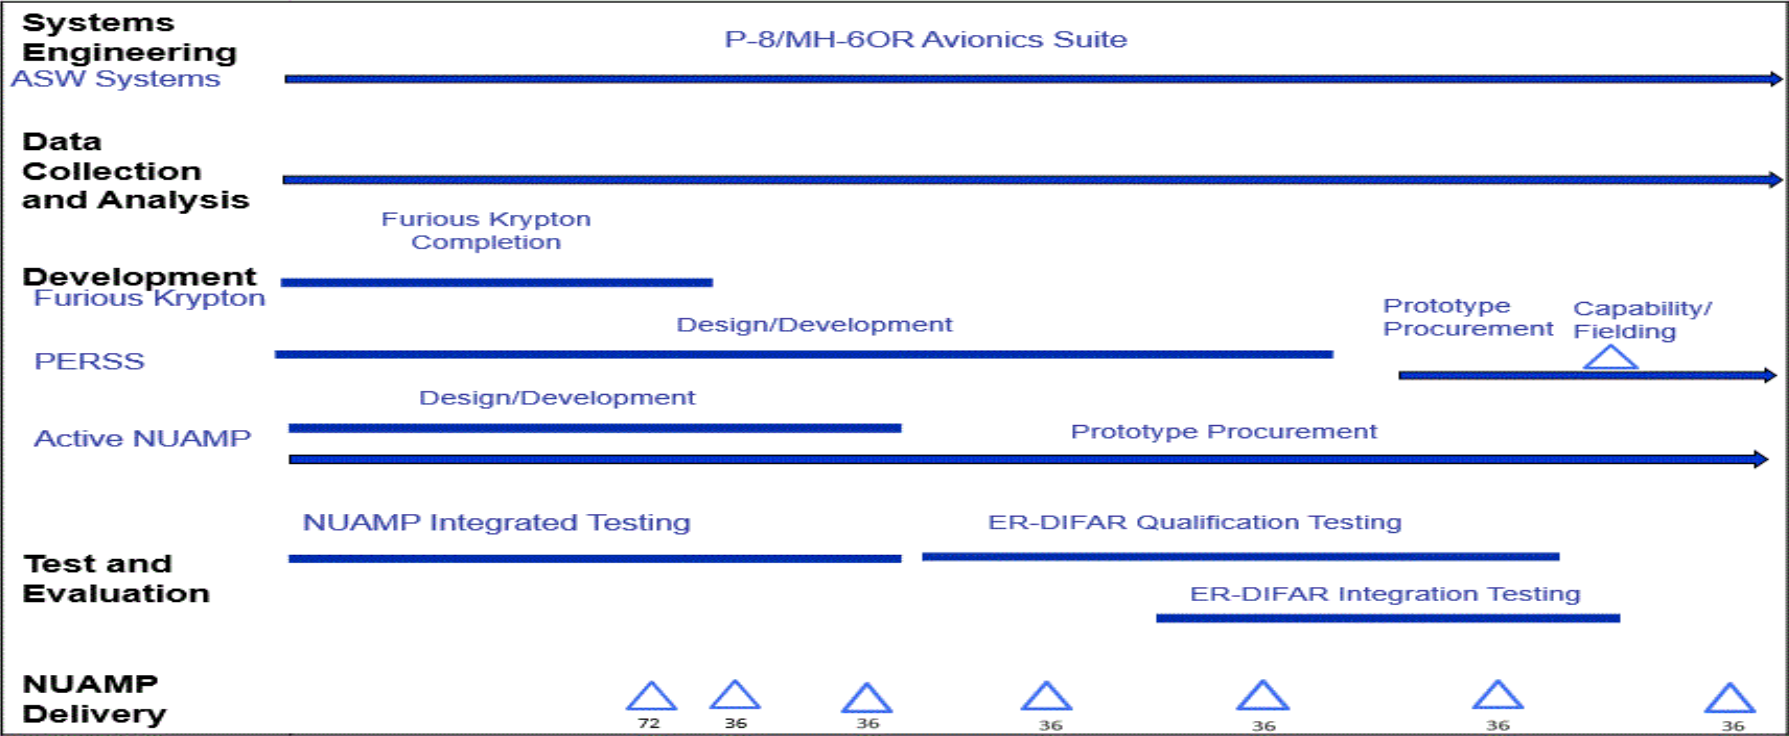 Systems
Engineering
P-8/MH-6OR Avionics Suite
ASW Systems
Data
Collection
and Analysis
Furious Krypton
Completion
Development
Furious Krypton
Prototype
Procurement
Capability/
Fielding
Design/Development
PERSS
Design/Development
Active NUAMP
Prototype Procurement
NUAMP Integrated Testing
ER-DIFAR Qualification Testing
Test and
Evaluation
ER-DIFAR Integration Testing
NUAMP
Delivery
72 36 36 36 36 36 36